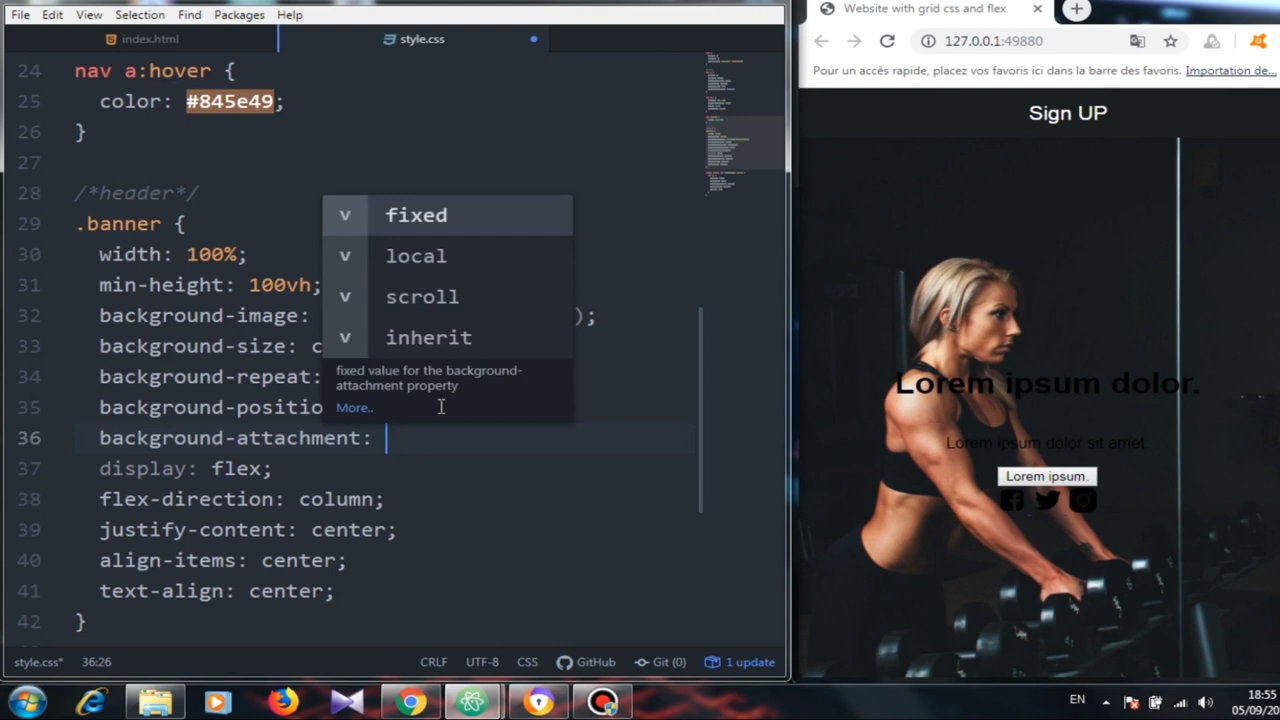 File Edit View Selection Find Packages Help
index.html
style.css
24 nav a:hover {
25 color: #845e49;
26 }
27
28 /*header*/
29 .banner {
30 width: 100%;
31 min-height: 100vh;
32 background-image: );
33 background-size: c
34 background-repeat:
35 background-positio
36 background-attachment:
37 display: flex;
38 flex-direction: column;
39 justify-content: center;
40 align-items: center;
41 text-align: center;
42 }
v fixed
v local
v scroll
v inherit
fixed value for the background-
attachment property
More..
style.css* 36:26 CRLF UTF-8 CSS GitHub Git (0) 1 update
Website with grid css and flex
127.0.0.1:49880
Pour un accès rapide, placez vos favoris ici dans la barre des favoris. Importation de...
Sign UP
Lorem ipsum dolor.
Lorem ipsum dolor sit amet.
Lorem ipsum.
EN
18:55
05/09/20